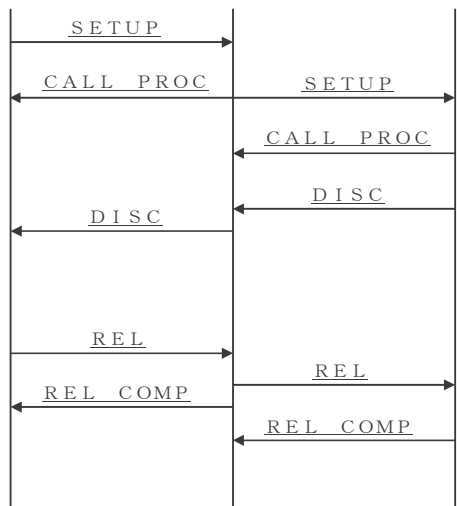 SETUP
CALL PROC
SETUP
CALL PROC
DISC
DISC
REL
REL
REL COMP
REL COMP